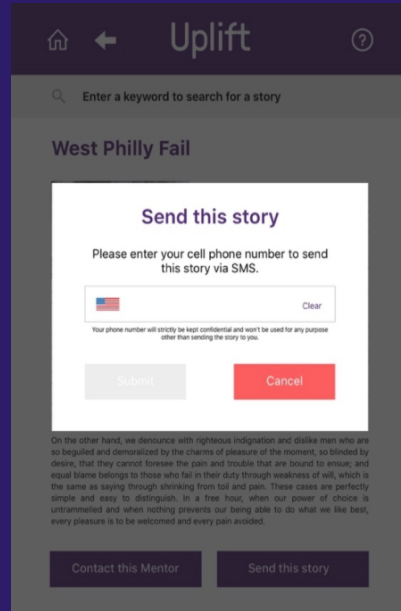 Uplift
?
Enter a keyword to search for a story
West Philly Fail
Send this story
Please enter your cell phone number to send
this story via SMS.
Clear
Your phone number will strictly be kept confidential and won't be used for any purpose
other than sending the story to you.
Submit
Cancel
On the other hand, we denounce with righteous indignation and dislike men who are
so beguiled and demoralized by the charms of pleasure of the moment, so blinded by
desire, that they cannot foresee the pain and trouble that are bound to ensue; and
equal blame belongs to those who fail in their duty through weakness of will, which is
the same as saying through shrinking from toil and pain. These cases are perfectly
simple and easy to distinguish. In a free hour, when our power of choice is
untrammelled and when nothing prevents our being able to do what we like best,
every pleasure is to be welcomed and every pain avoided.
Contact this Mentor
Send this story